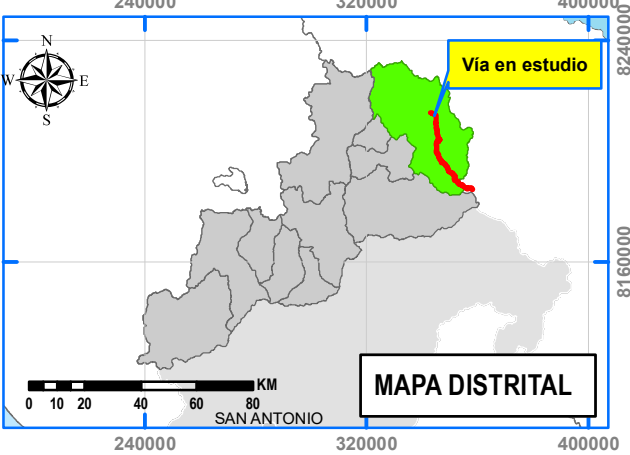 240000 320000 400000
N
W E
S
Vía en estudio
8240000
8160000
KM
0 10 20 40 60 80
SAN ANTONIO
MAPA DISTRITAL
240000 320000 400000